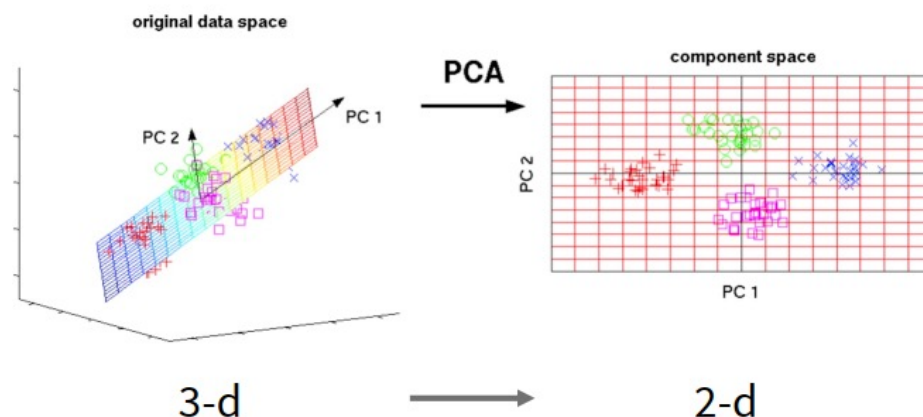 original data space
PC 2
PC 1
PCA
component space
PC 2
PC 1
3-d
2-d